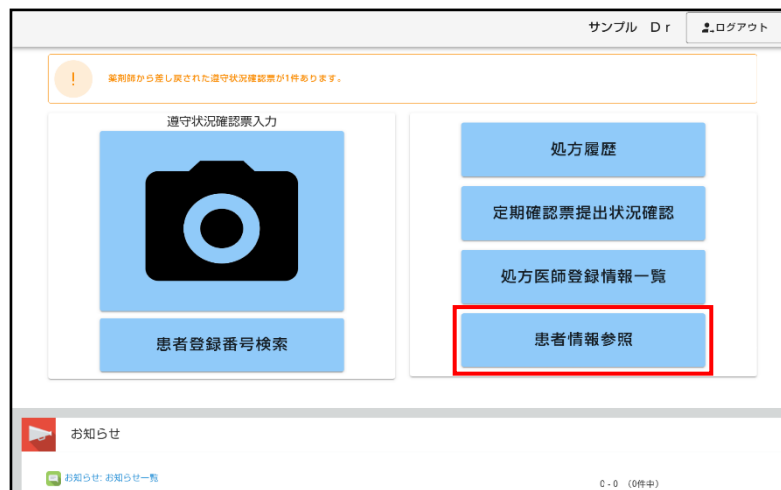 サンプル Dr ログアウト
薬剤師から差し戻された遵守状況確認票が1件あります。
遵守状況確認票入力
患者登録番号検索
処方履歴
定期確認票提出状況確認
処方医師登録情報一覧
患者情報参照
お知らせ
お知らせ: お知らせ一覧
0 - 0 (0件中)